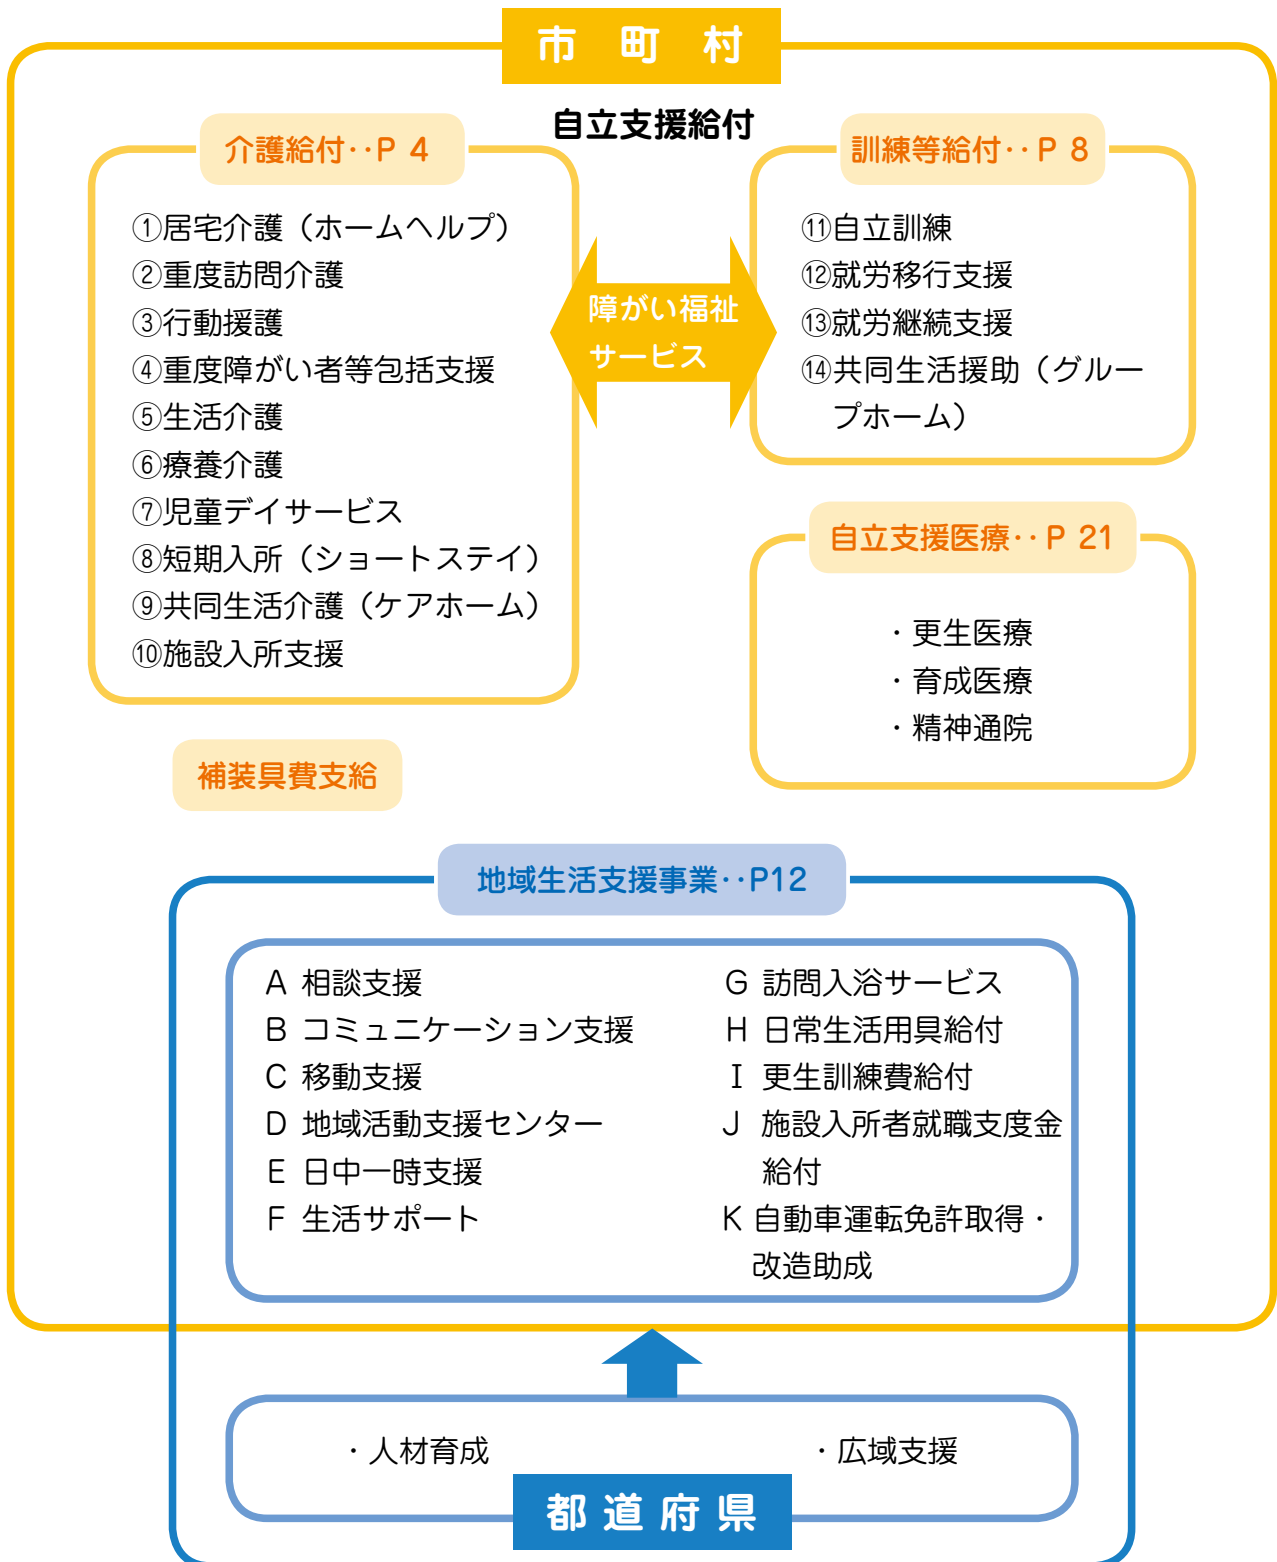 市 町 村
自立支援給付
介護給付‥P 4
①居宅介護（ホームヘルプ）
②重度訪問介護
③行動援護
④重度障がい者等包括支援
⑤生活介護
⑥療養介護
⑦児童デイサービス
⑧短期入所（ショートステイ）
⑨共同生活介護（ケアホーム）
⑩施設入所支援
障がい福祉
サービス
訓練等給付‥P 8
⑪自立訓練
⑫就労移行支援
⑬就労継続支援
⑭共同生活援助（グルー
プホーム）
自立支援医療‥P 21
・更生医療
・育成医療
・精神通院
補装具費支給
地域生活支援事業‥P12
A 相談支援
B コミュニケーション支援
C 移動支援
D 地域活動支援センター
E 日中一時支援
F 生活サポート
G 訪問入浴サービス
H 日常生活用具給付
I 更生訓練費給付
J 施設入所者就職支度金
給付
K 自動車運転免許取得・
改造助成
・人材育成
・広域支援
都 道 府 県